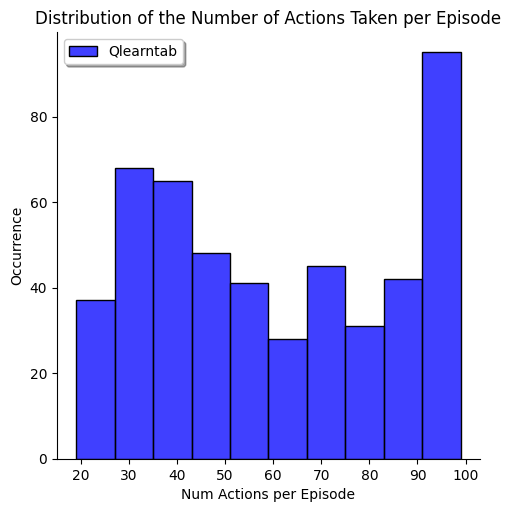 Distribution of the Number of Actions Taken per Episode
Qlearntab
Occurrence
80
60
40
20
0
20 30 40 50 60 70 80 90 100
Num Actions per Episode